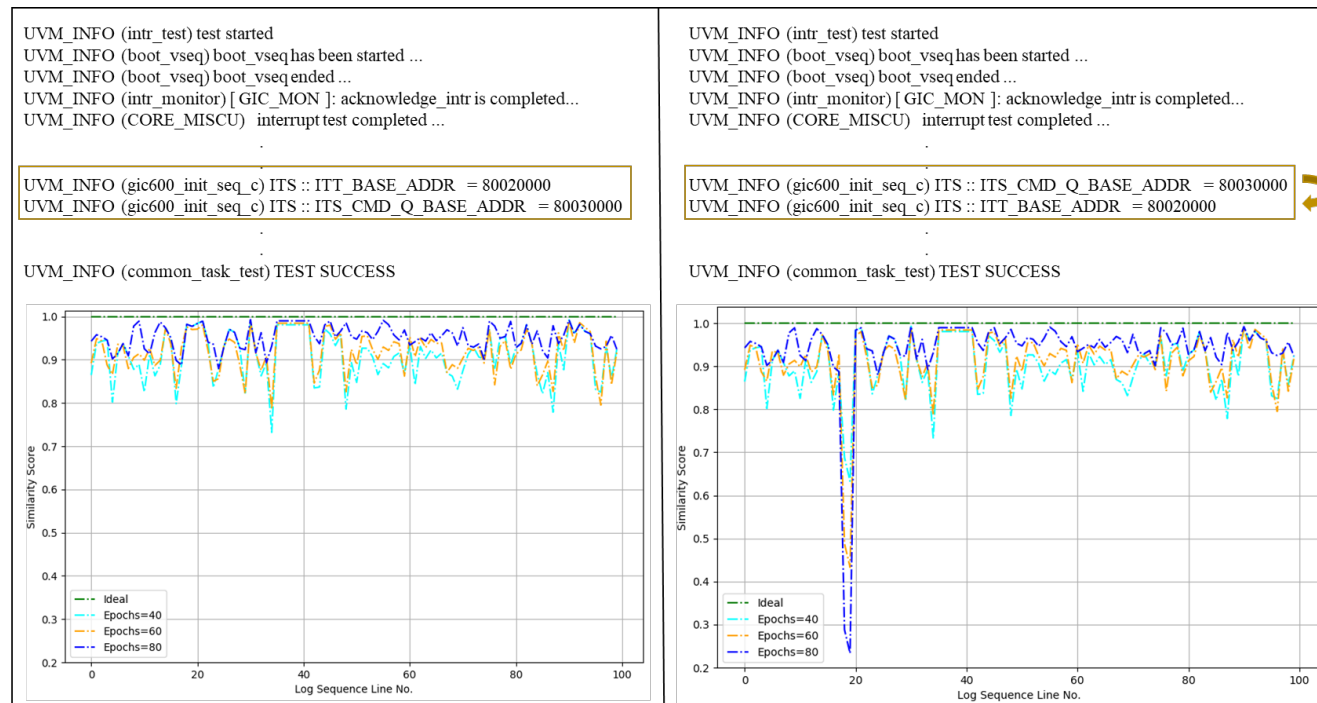 UVM_INFO (intr_test) test started
UVM_INFO (boot_vseq) boot_vseq has been started ...
UVM_INFO (boot_vseq) boot_vseq ended ...
UVM_INFO (intr_monitor) [ GIC_MON ]: acknowledge_intr is completed...
UVM_INFO (CORE_MISCU) interrupt test completed ...
.
.
UVM_INFO (gic600_init_seq_c) ITS :: ITT_BASE_ADDR = 80020000
UVM_INFO (gic600_init_seq_c) ITS :: ITS_CMD_Q_BASE_ADDR = 80030000
.
.
UVM_INFO (common_task_test) TEST SUCCESS
1.0
0.9
0.8
0.7
0.6
0.5
0.4
0.3
0.2
Similarity Score
Ideal
Epochs=40
Epochs=60
Epochs=80
0 20 40 60 80 100
Log Sequence Line No.
UVM_INFO (intr_test) test started
UVM_INFO (boot_vseq) boot_vseq has been started ...
UVM_INFO (boot_vseq) boot_vseq ended ...
UVM_INFO (intr_monitor) [ GIC_MON ]: acknowledge_intr is completed...
UVM_INFO (CORE_MISCU) interrupt test completed ...
.
.
UVM_INFO (gic600_init_seq_c) ITS :: ITS_CMD_Q_BASE_ADDR = 80030000
UVM_INFO (gic600_init_seq_c) ITS :: ITT_BASE_ADDR = 80020000
.
.
UVM_INFO (common_task_test) TEST SUCCESS
1.0
0.9
0.8
0.7
0.6
0.5
0.4
0.3
0.2
Similarity Score
Ideal
Epochs=40
Epochs=60
Epochs=80
0 20 40 60 80 100
Log Sequence Line No.